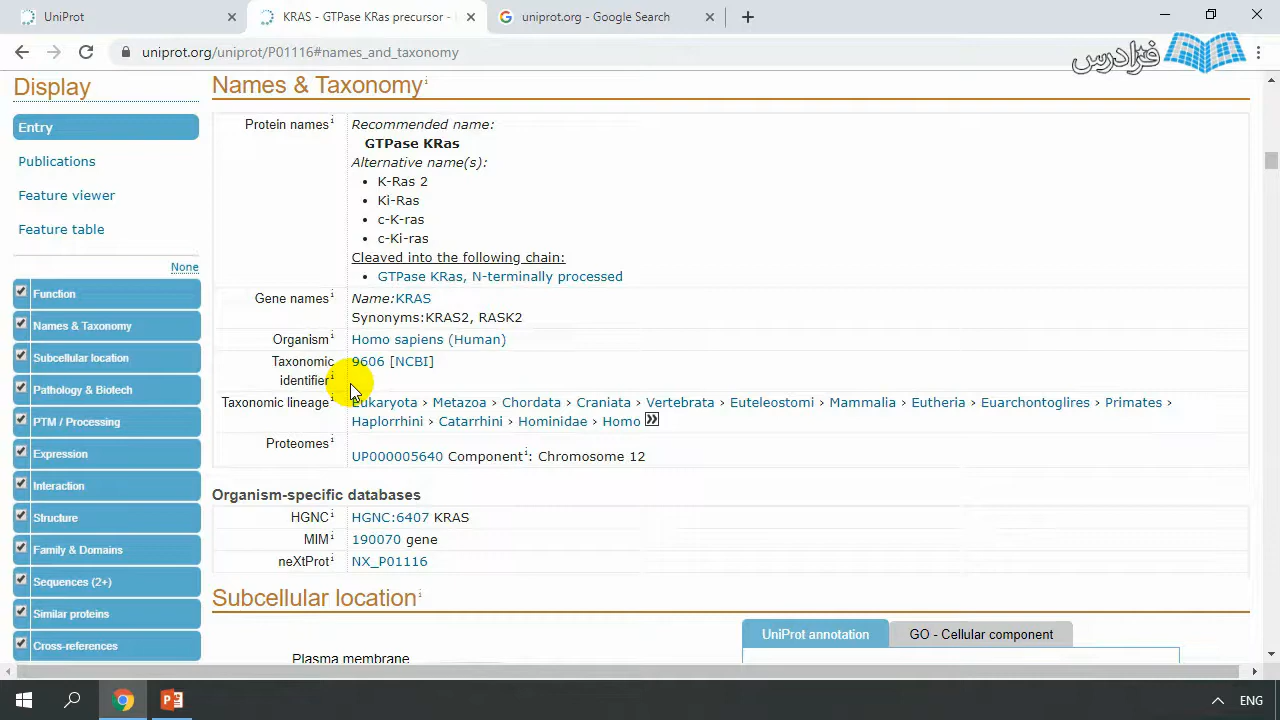 UniProt
KRAS - GTPase KRas precursor -
uniprot.org - Google Search
uniprot.org/uniprot/P01116#names_and_taxonomy
فرادرس
Display
Entry
Publications
Feature viewer
Feature table
None
Function
Names & Taxonomy
Subcellular location
Pathology & Biotech
PTM / Processing
Expression
Interaction
Structure
Family & Domains
Sequences (2+)
Similar proteins
Cross-references
Names & Taxonomy i
Protein names i Recommended name:
GTPase KRas
Alternative name(s):
• K-Ras 2
• Ki-Ras
• c-K-ras
• c-Ki-ras
Cleaved into the following chain:
• GTPase KRas, N-terminally processed
Gene names i Name:KRAS
Synonyms:KRAS2, RASK2
Organism i Homo sapiens (Human)
Taxonomic identifier i 9606 [NCBI]
Taxonomic lineage i Eukaryota › Metazoa › Chordata › Craniata › Vertebrata › Euteleostomi › Mammalia › Eutheria › Euarchontoglires › Primates ›
Haplorrhini › Catarrhini › Hominidae › Homo
Proteomes i
UP000005640 Component i: Chromosome 12
Organism-specific databases
HGNC i HGNC:6407 KRAS
MIM i 190070 gene
neXtProt i NX_P01116
Subcellular location i
UniProt annotation
GO - Cellular component
Plasma membrane
ENG